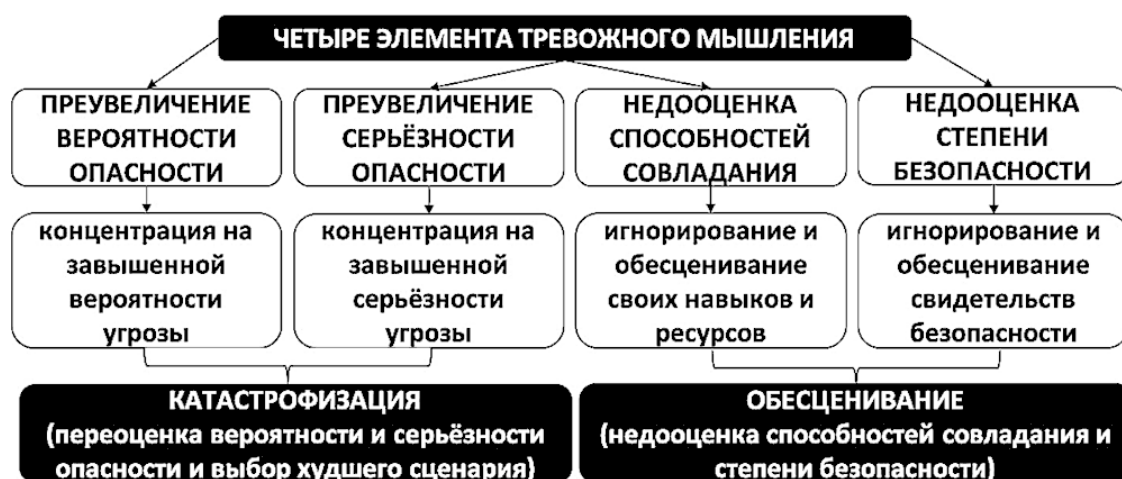 ЧЕТЫРЕ ЭЛЕМЕНТА ТРЕВОЖНОГО МЫШЛЕНИЯ
ПРЕУВЕЛИЧЕНИЕ
ВЕРОЯТНОСТИ
ОПАСНОСТИ
ПРЕУВЕЛИЧЕНИЕ
СЕРЬЁЗНОСТИ
ОПАСНОСТИ
НЕДООЦЕНКА
СПОСОБНОСТЕЙ
СОВЛАДАНИЯ
НЕДООЦЕНКА
СТЕПЕНИ
БЕЗОПАСНОСТИ
концентрация на
завышенной
вероятности
угрозы
концентрация на
завышенной
серьёзности
угрозы
игнорирование и
обесценивание
своих навыков и
ресурсов
игнорирование и
обесценивание
свидетельств
безопасности
КАТАСТРОФИЗАЦИЯ
(переоценка вероятности и серьёзности
опасности и выбор худшего сценария)
ОБЕСЦЕНИВАНИЕ
(недооценка способностей совладания и
степени безопасности)